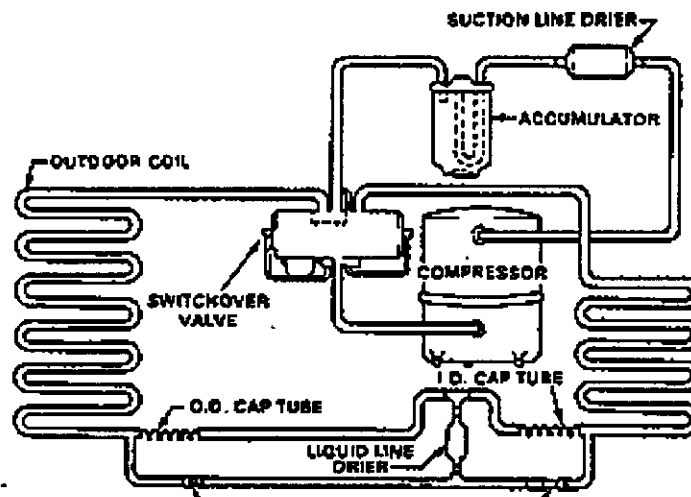 SUCTION LINE DRIER
ACCUMULATOR
OUTDOOR COIL
COMPRESSOR
SWITCHOVER
VALVE
I.D. CAP TUBE
O.D. CAP TUBE
LIQUID LINE
DRIER